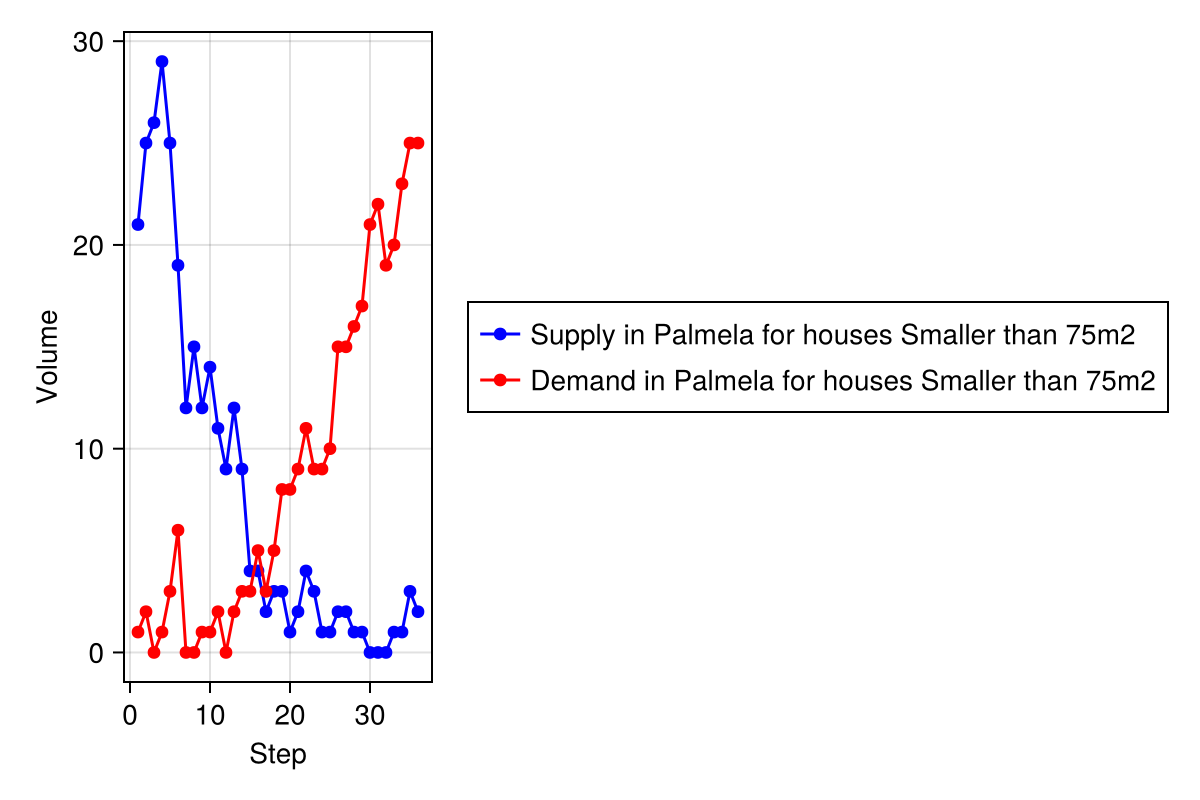 30
20
10
0
Volume
0 10 20 30
Step
Supply in Palmela for houses Smaller than 75m2
Demand in Palmela for houses Smaller than 75m2